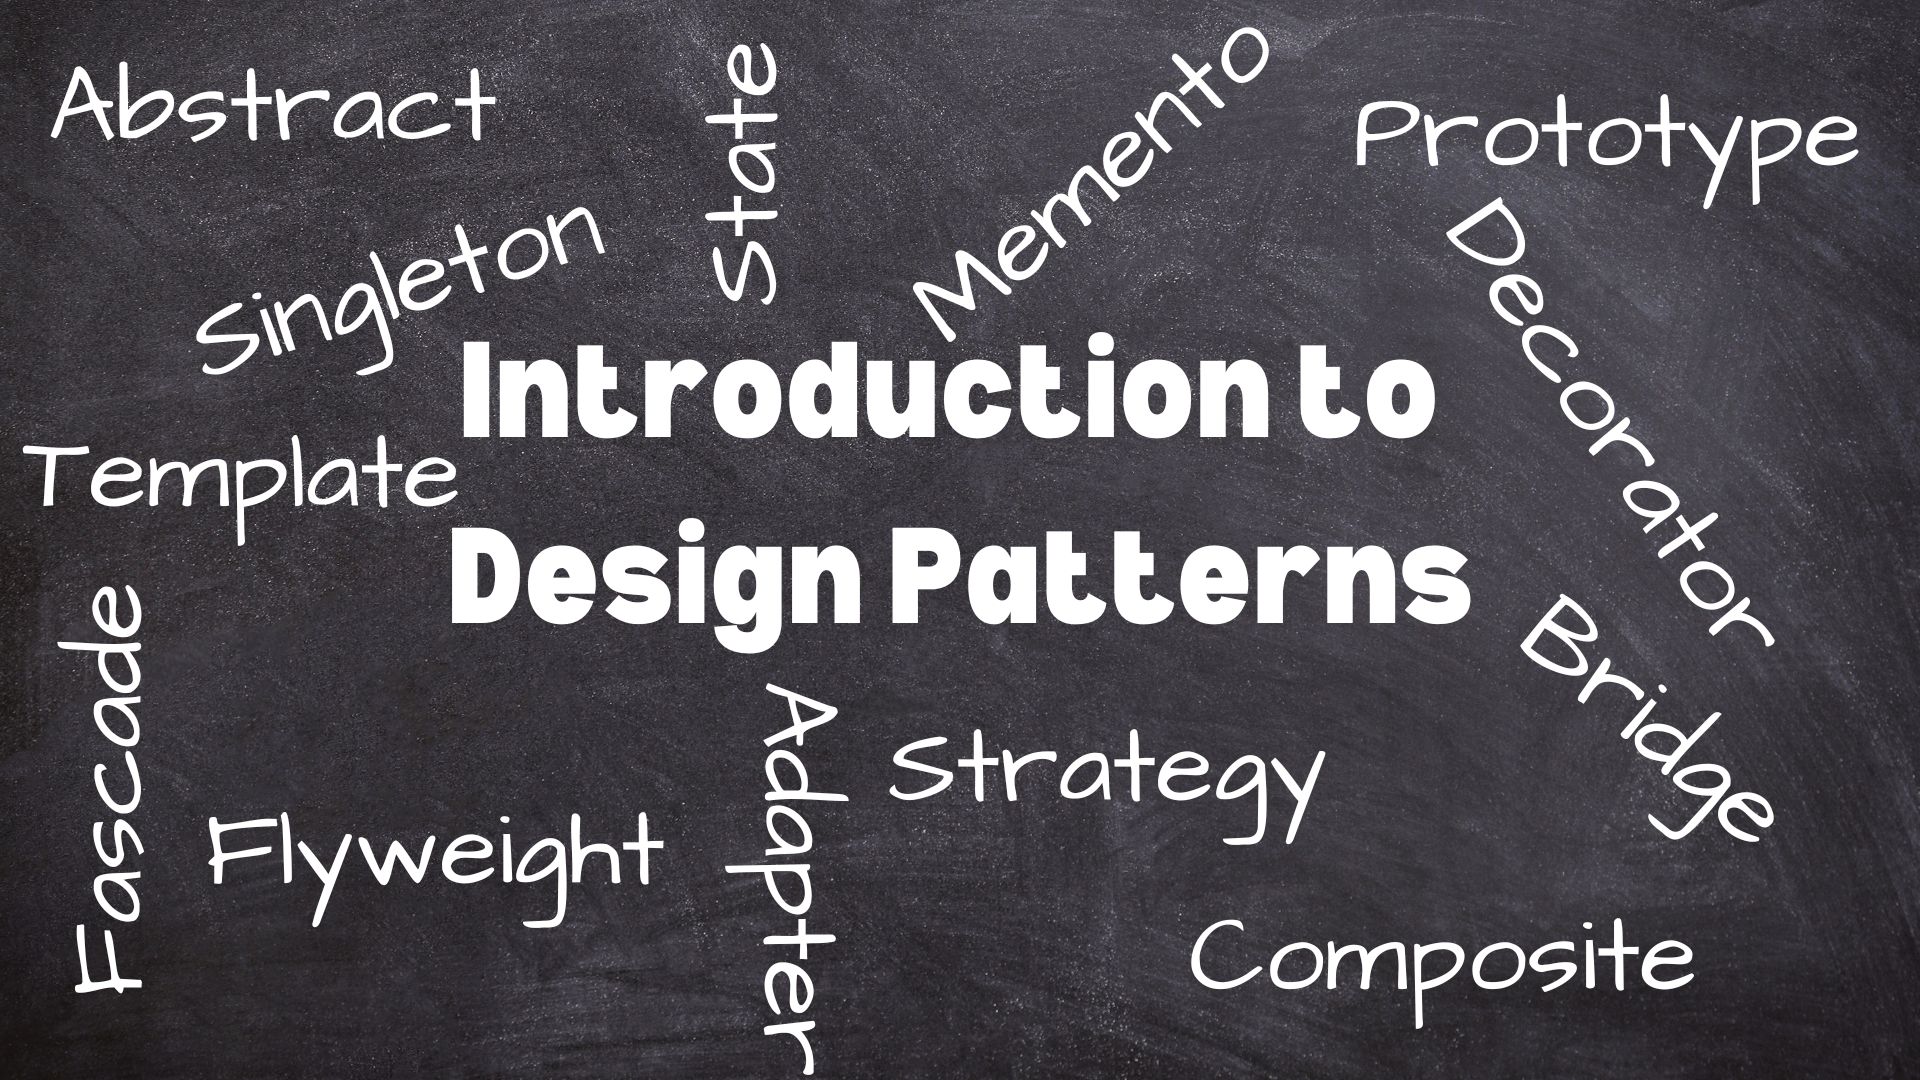 Abstract
State
Memento
Prototype
Singleton
Decorator
Introduction to
Template
Design Patterns
Fascade
Bridge
Adapter
Strategy
Flyweight
Composite